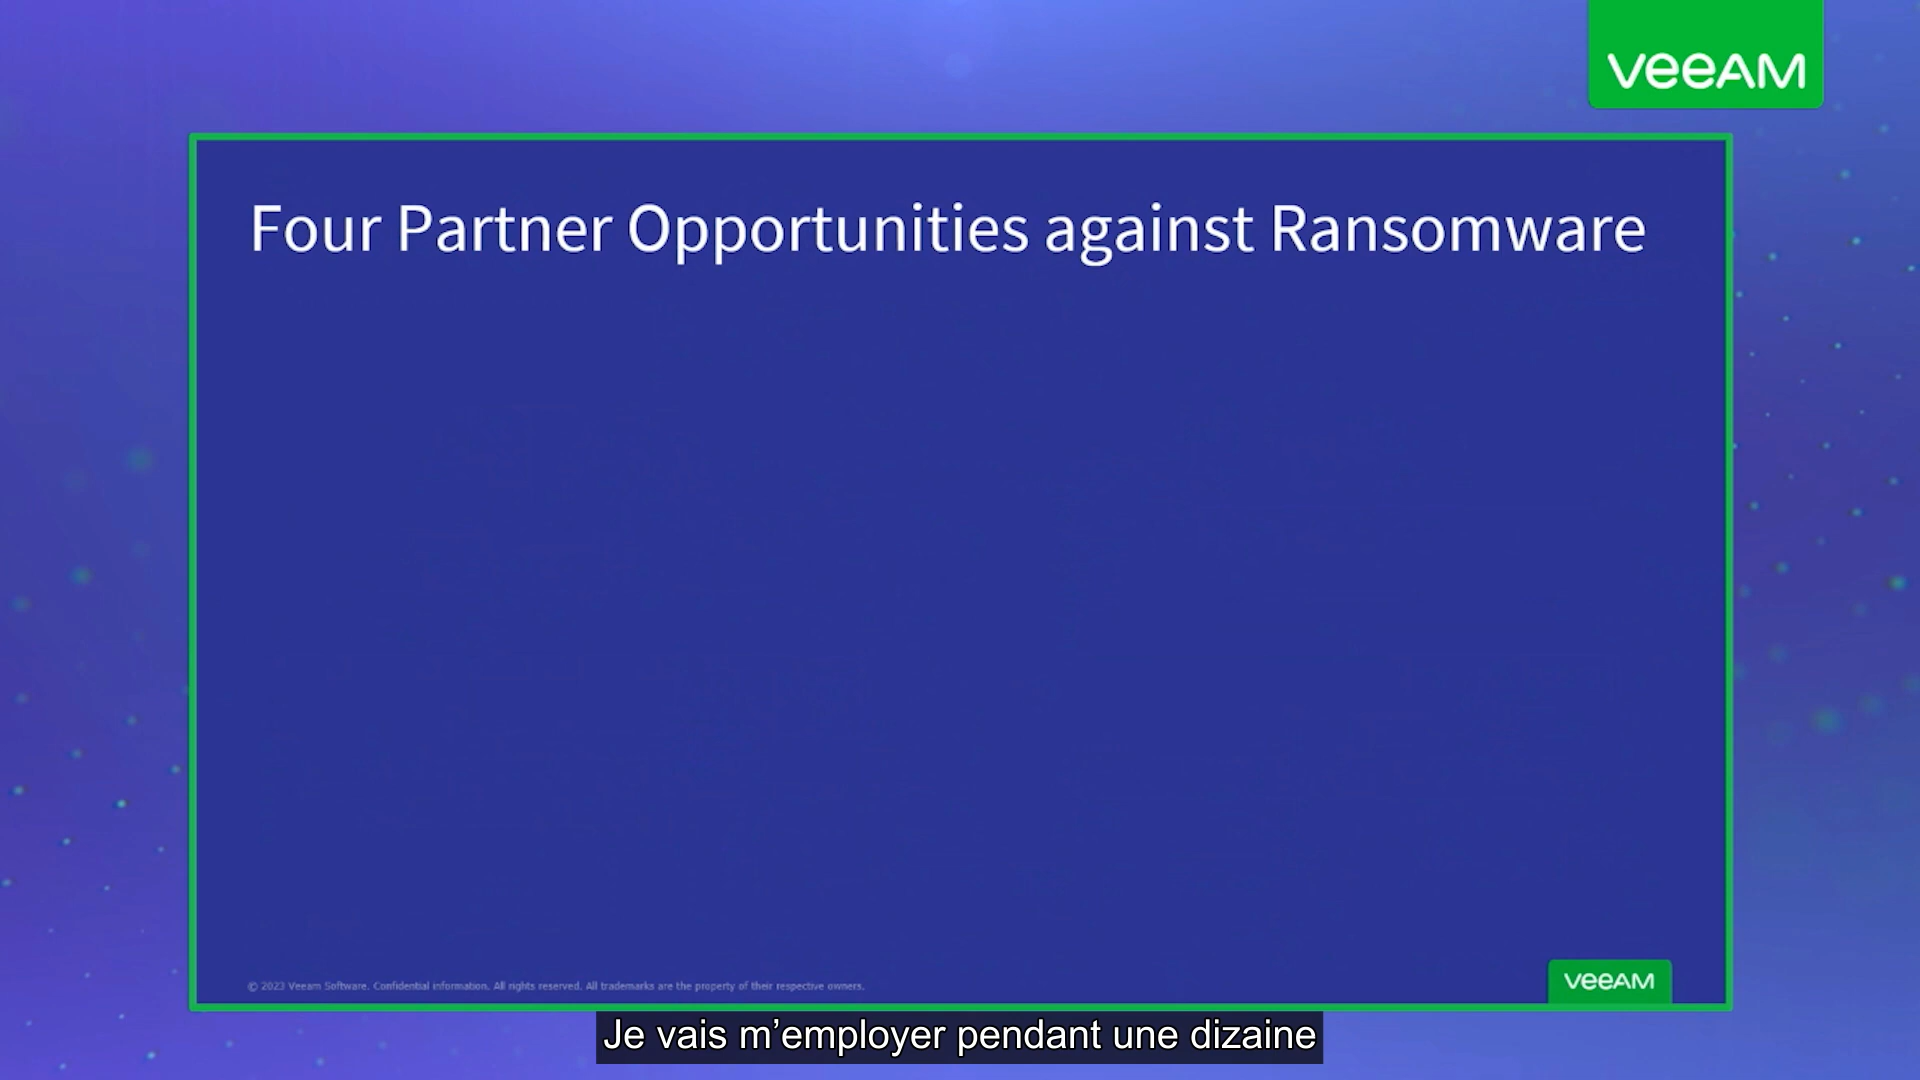 VEEAM
Four Partner Opportunities against Ransomware
© 2023 Veeam Software. Confidential information. All rights reserved. All trademarks are the property of their respective owners.
VEEAM
Je vais m’employer pendant une dizaine